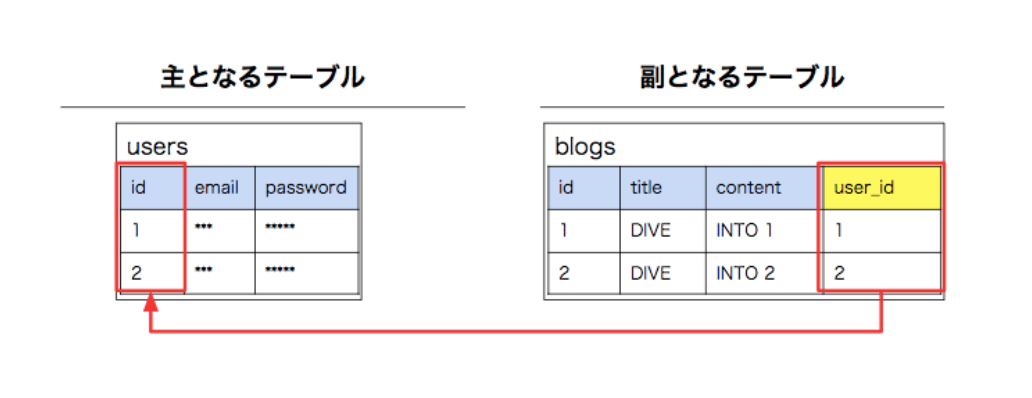 主となるテーブル
副となるテーブル
users
id email password
1 *** *****
2 *** *****
blogs
id title content user_id
1 DIVE INTO 1 1
2 DIVE INTO 2 2